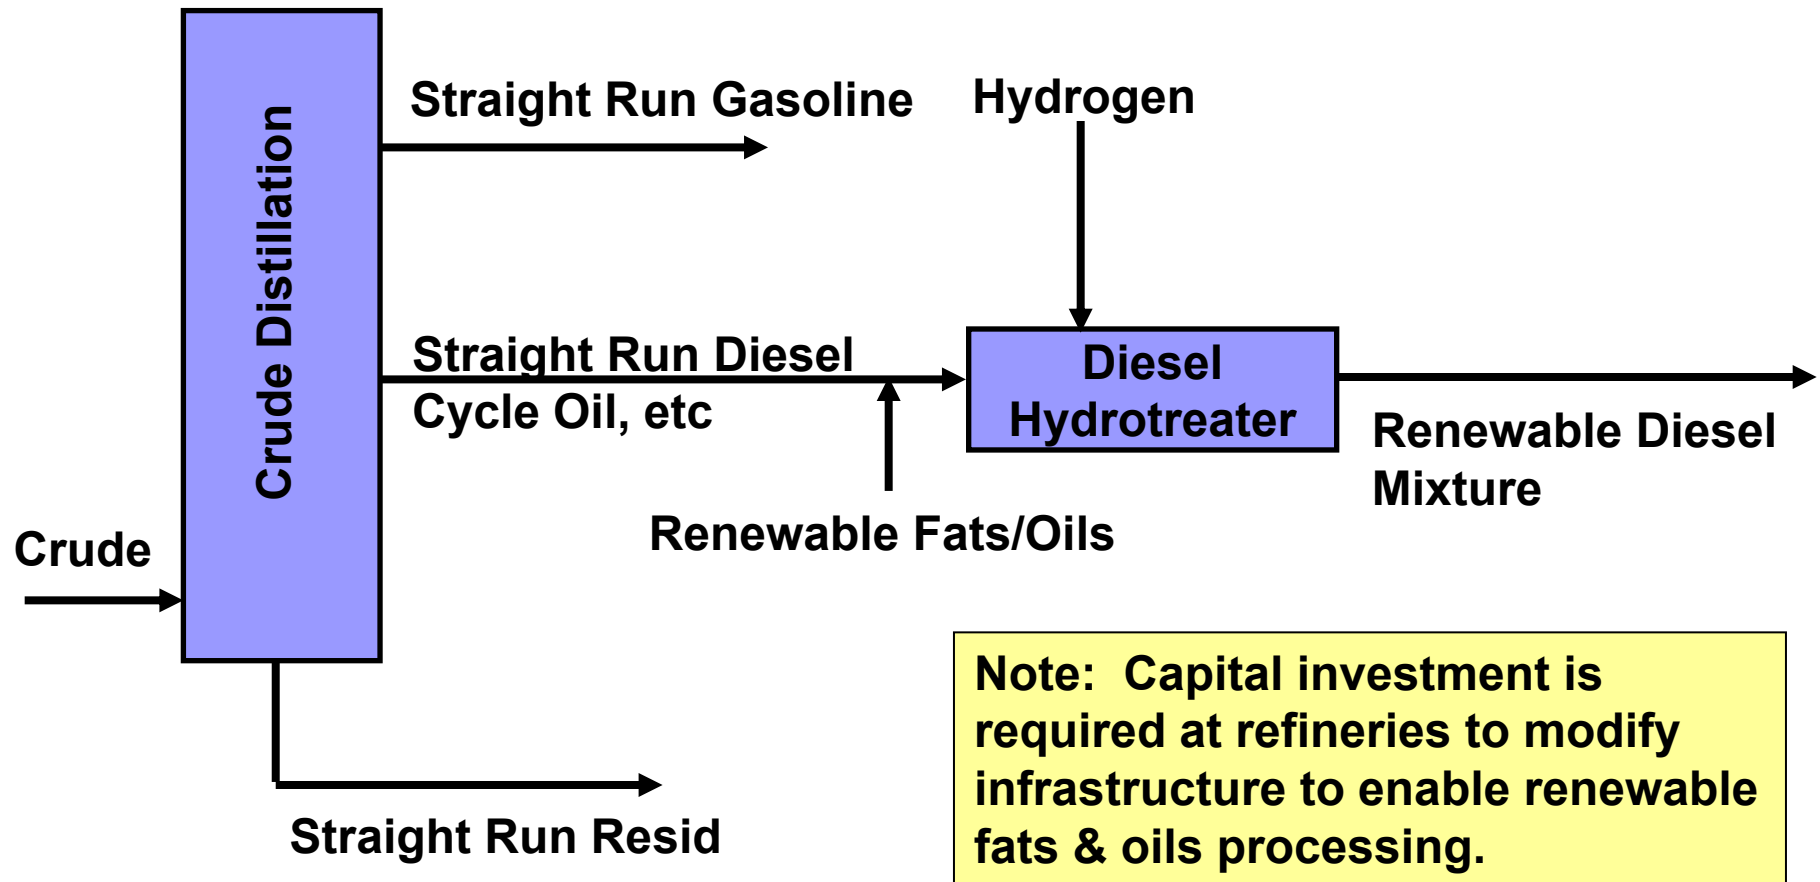 Straight Run Gasoline
Hydrogen
Crude Distillation
Straight Run Diesel
Cycle Oil, etc
Diesel
Hydrotreater
Renewable Diesel
Mixture
Renewable Fats/Oils
Crude
Note:  Capital investment is
required at refineries to modify
infrastructure to enable renewable
fats & oils processing.
Straight Run Resid